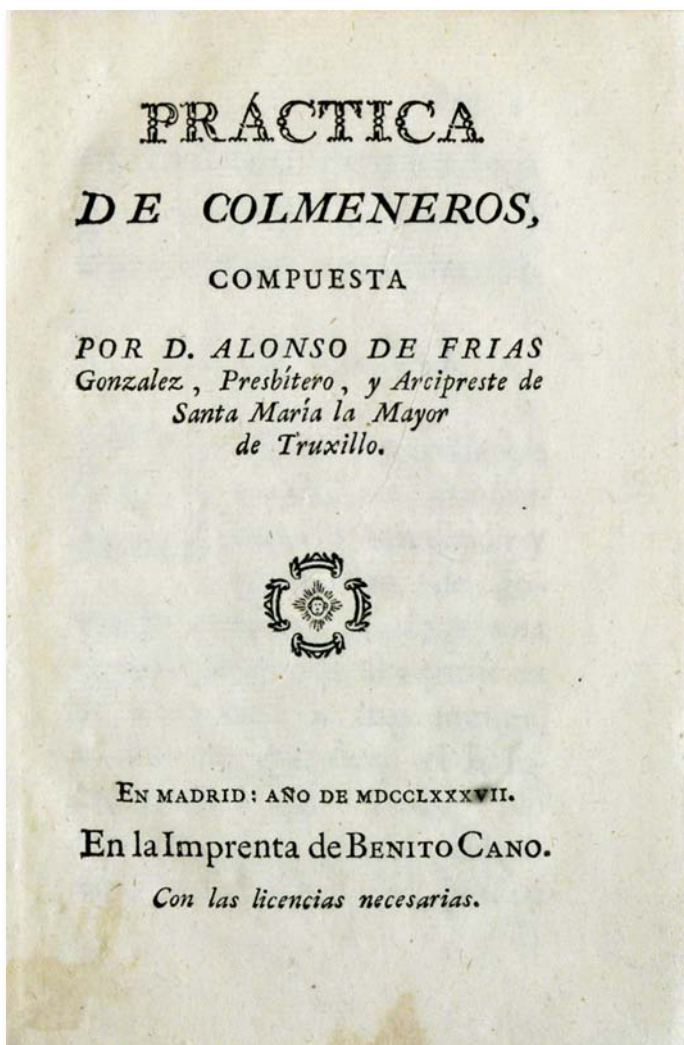 PRÁCTICA
DE COLMENEROS,
COMPUESTA
POR D. ALONSO DE FRIAS
Gonzalez, Presbítero, y Arcipreste de
Santa María la Mayor
de Truxillo.
EN MADRID: AÑO DE MDCCLXXXVII.
En la Imprenta de BENITO CANO.
Con las licencias necesarias.